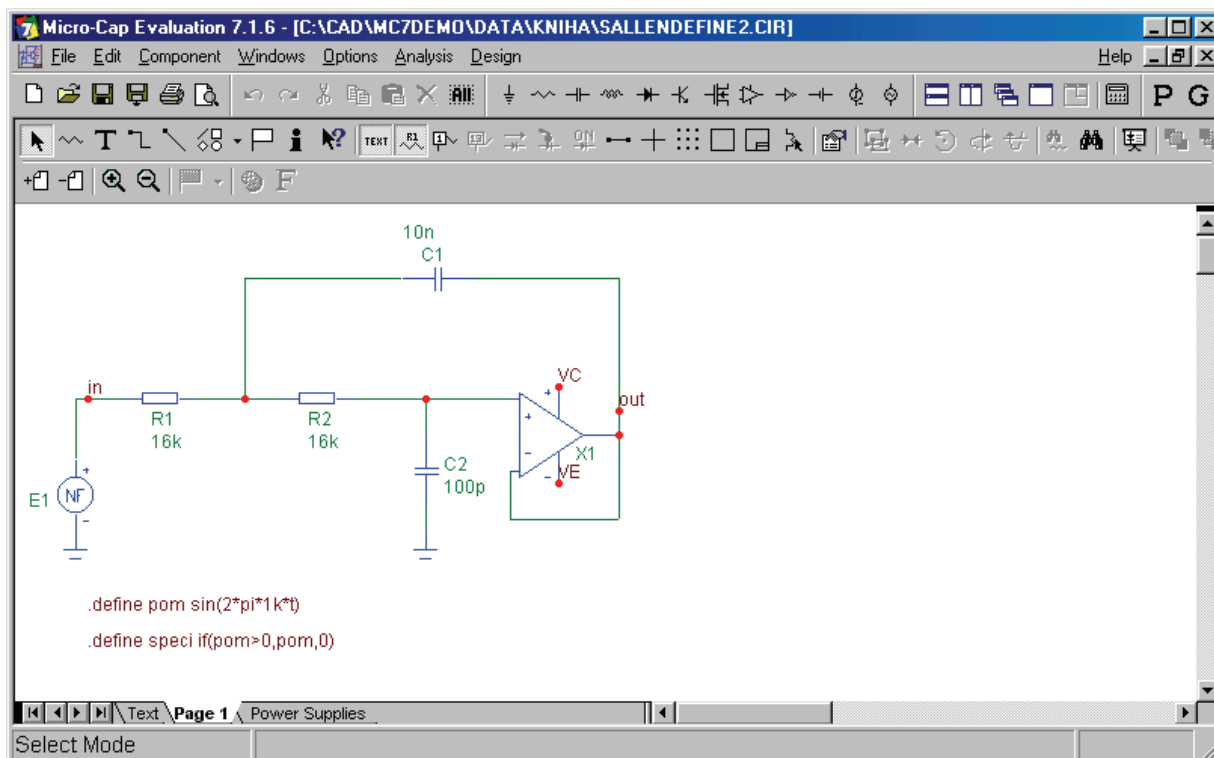 Micro-Cap Evaluation 7.1.6 - [C:\CAD\MC7DEMO\DATA\KNIHA\SALLENDEFINE2.CIR]
File Edit Component Windows Options Analysis Design Help
P G
T TEXT R1
F
10n
C1
in
R1
16k
R2
16k
VC
out
X1
VE
C2
100p
E1
NF
.define pom sin(2*pi*1k*t)
.define speci if(pom>0,pom,0)
Text Page 1 Power Supplies
Select Mode